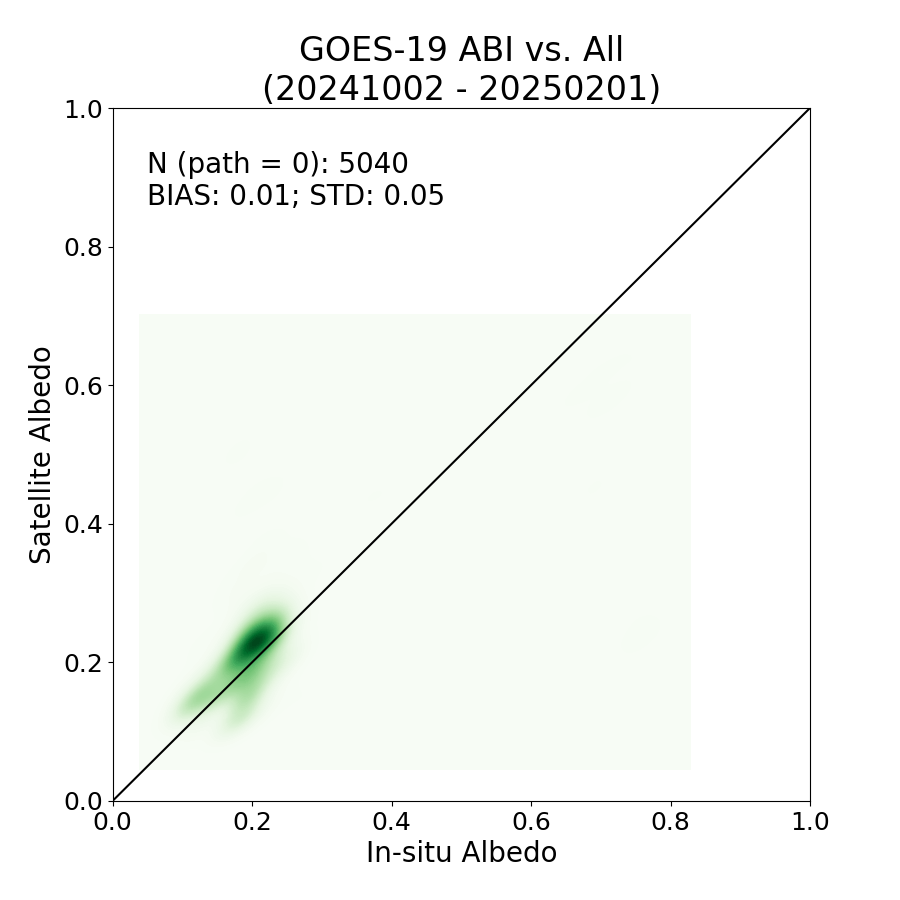 GOES-19 ABI vs. All
(20241002 - 20250201)
N (path = 0): 5040
BIAS: 0.01; STD: 0.05
Satellite Albedo
1.0
0.8
0.6
0.4
0.2
0.0
0.0 0.2 0.4 0.6 0.8 1.0
In-situ Albedo